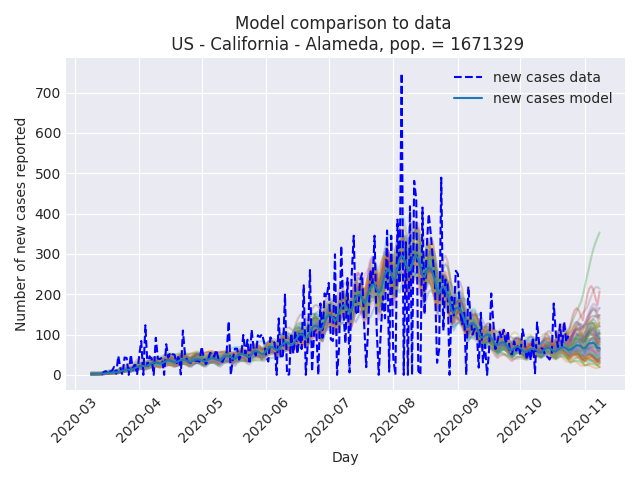 Model comparison to data
US - California - Alameda, pop. = 1671329
new cases data
new cases model
Number of new cases reported
700
600
500
400
300
200
100
0
2020-03
2020-04
2020-05
2020-06
2020-07
2020-08
2020-09
2020-10
2020-11
Day